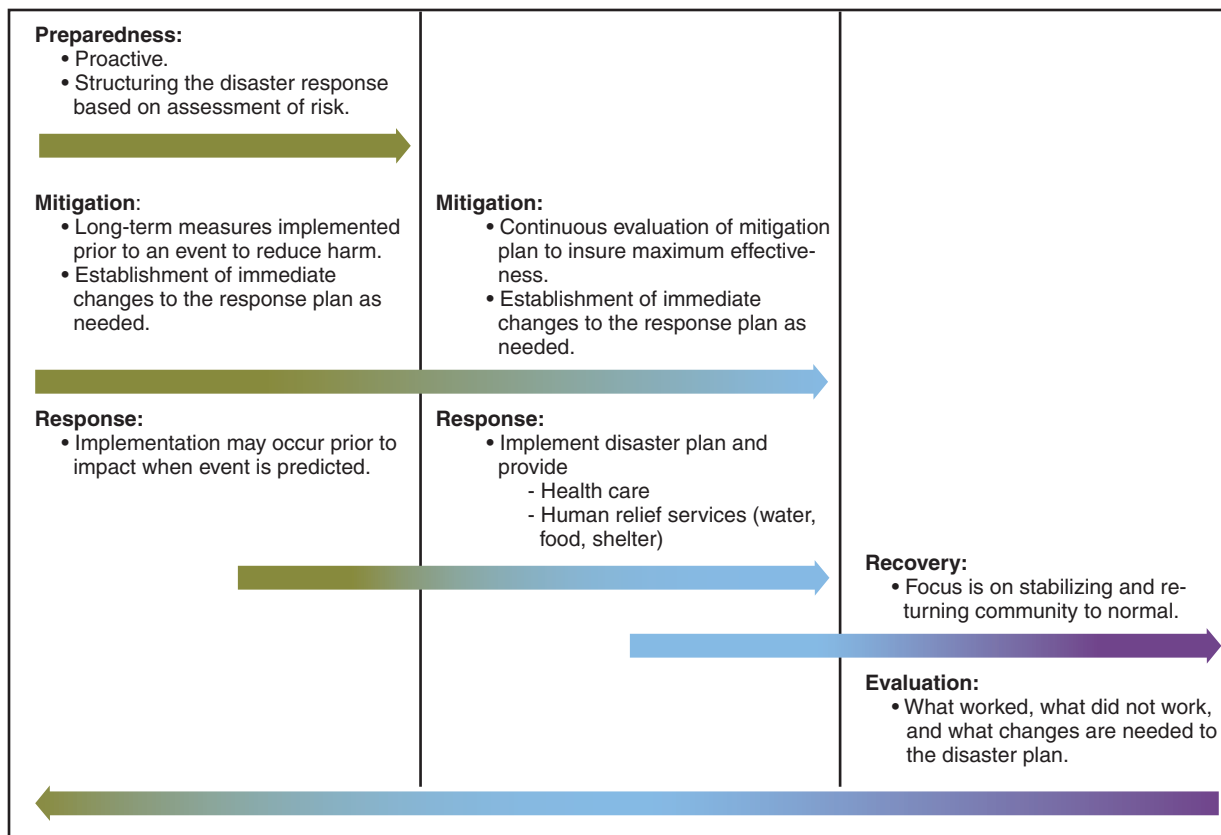 Preparedness:
• Proactive.
• Structuring the disaster response
based on assessment of risk.
Mitigation:
• Long-term measures implemented
prior to an event to reduce harm.
• Establishment of immediate
changes to the response plan as
needed.
Mitigation:
• Continuous evaluation of mitigation
plan to insure maximum effective-
ness.
• Establishment of immediate
changes to the response plan as
needed.
Response:
• Implementation may occur prior to
impact when event is predicted.
Response:
• Implement disaster plan and
provide
- Health care
- Human relief services (water,
food, shelter)
Recovery:
• Focus is on stabilizing and re-
turning community to normal.
Evaluation:
• What worked, what did not work,
and what changes are needed to
the disaster plan.